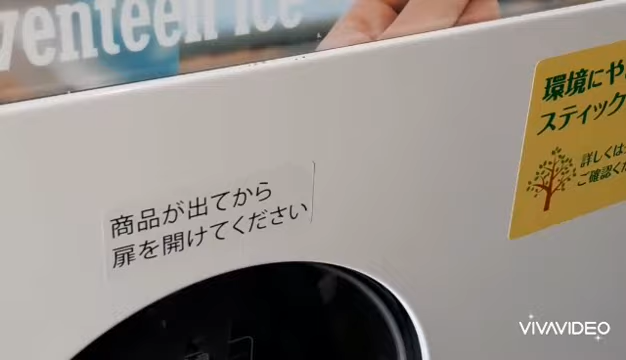 venteen ice
環境にや
スティック
詳しくは
ご確認くだ
商品が出てから
扉を開けてください
VIVAVIDEO